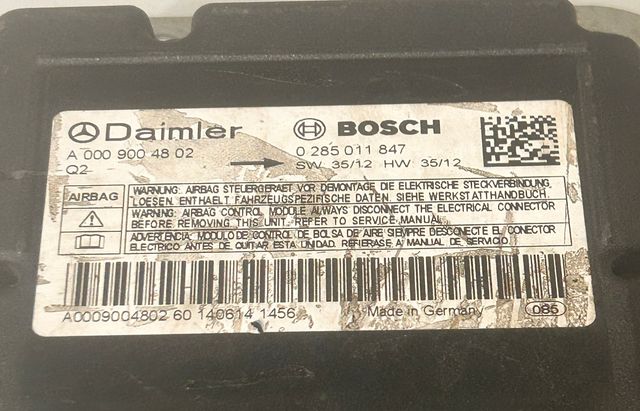 Daimler BOSCH
A 000 900 48 02 0 285 011 847
Q2 SW 35/12 HW 35/12
AIRBAG
WARNUNG: AIRBAG STEUERGERAET VOR DEMONTAGE DIE ELEKTRISCHE STECKVERBINDUNG
LOESEN. ENTHAELT FAHRZEUGSPEZIFISCHE DATEN. SIEHE WERKSTATTHANDBUCH.
WARNING: AIRBAG CONTROL MODULE ALWAYS DISCONNECT THE ELECTRICAL CONNECTOR
BEFORE REMOVING THIS UNIT. REFER TO SERVICE MANUAL.
ADVERTENCIA: MODULO DE CONTROL DE BOLSA DE AIRE SIEMPRE DESCONECTE EL CONECTOR
ELECTRICO ANTES DE QUITAR ESTA UNIDAD. REFIERASE A MANUAL DE SERVICIO.
A0009004802 60 140614 1456 Made in Germany 085